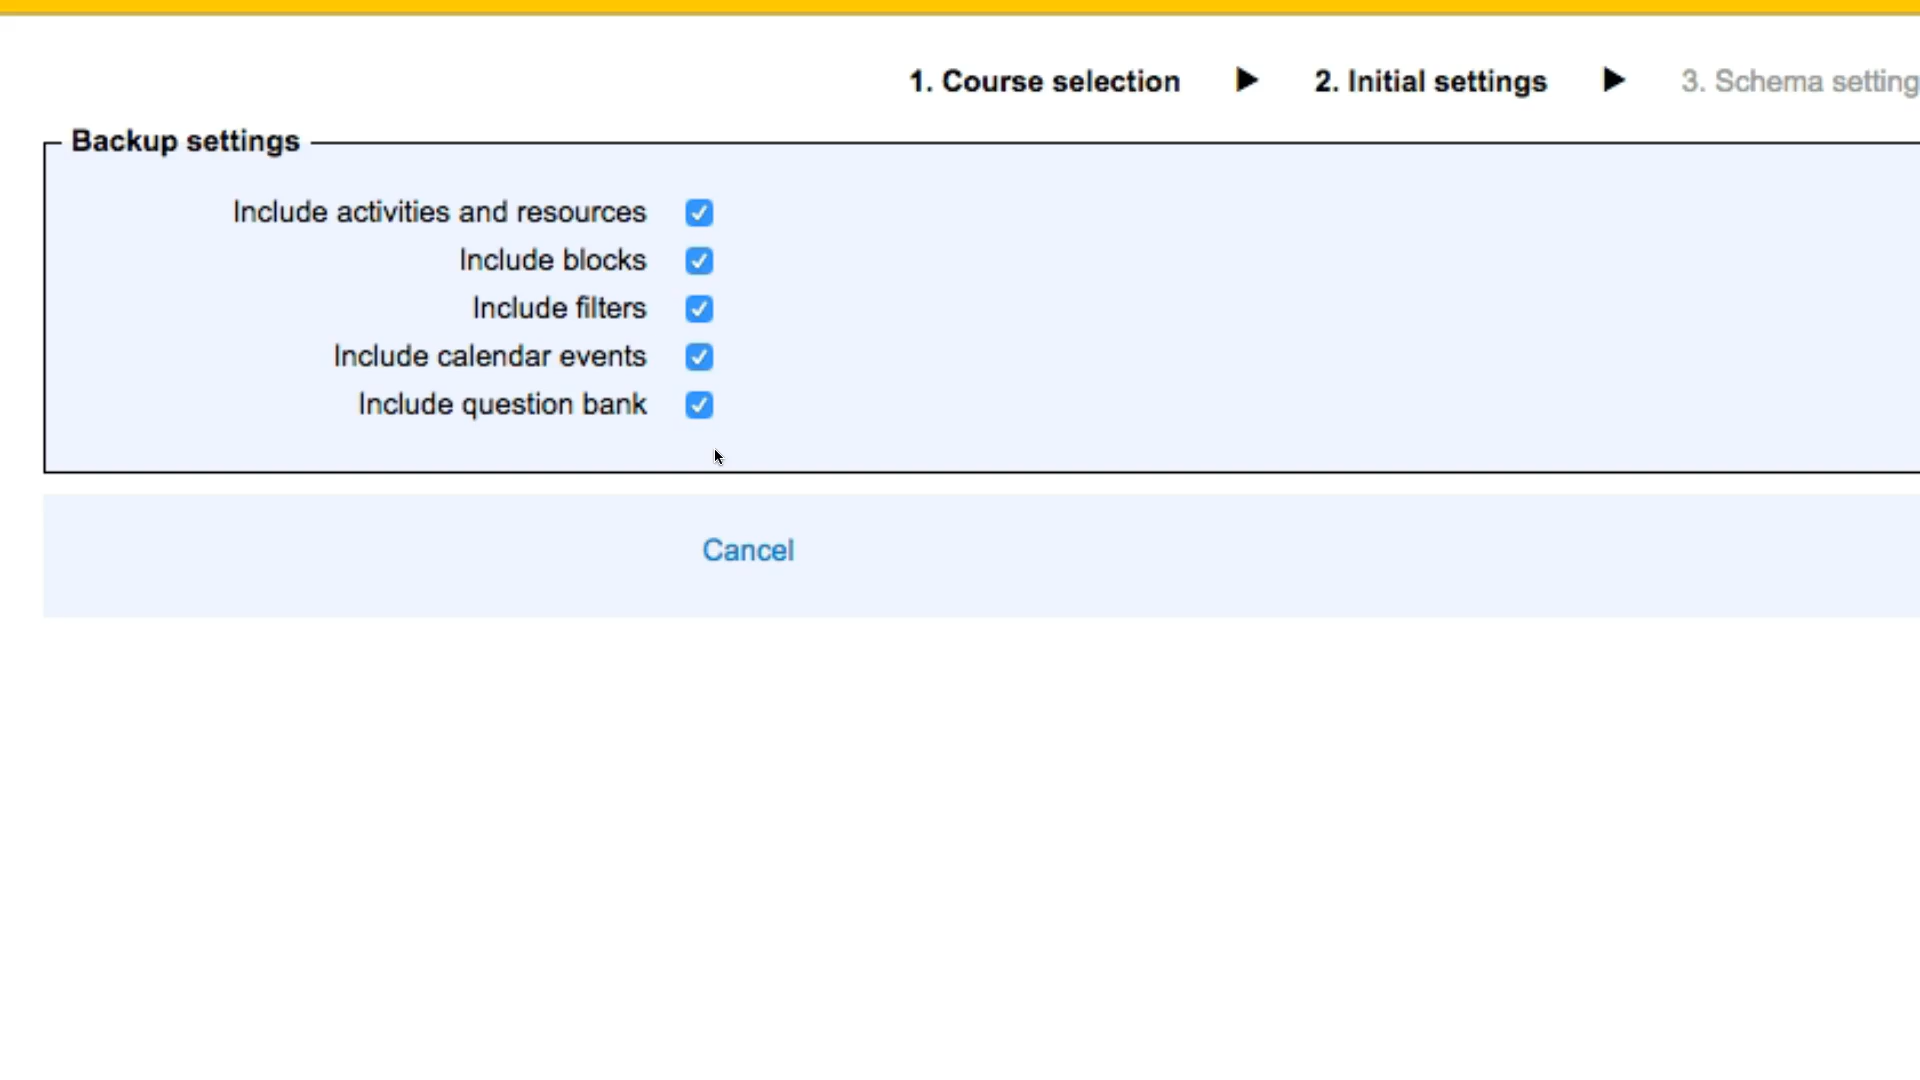 1. Course selection ▶ 2. Initial settings ▶ 3. Schema setting
Backup settings
Include activities and resources
Include blocks
Include filters
Include calendar events
Include question bank
Cancel